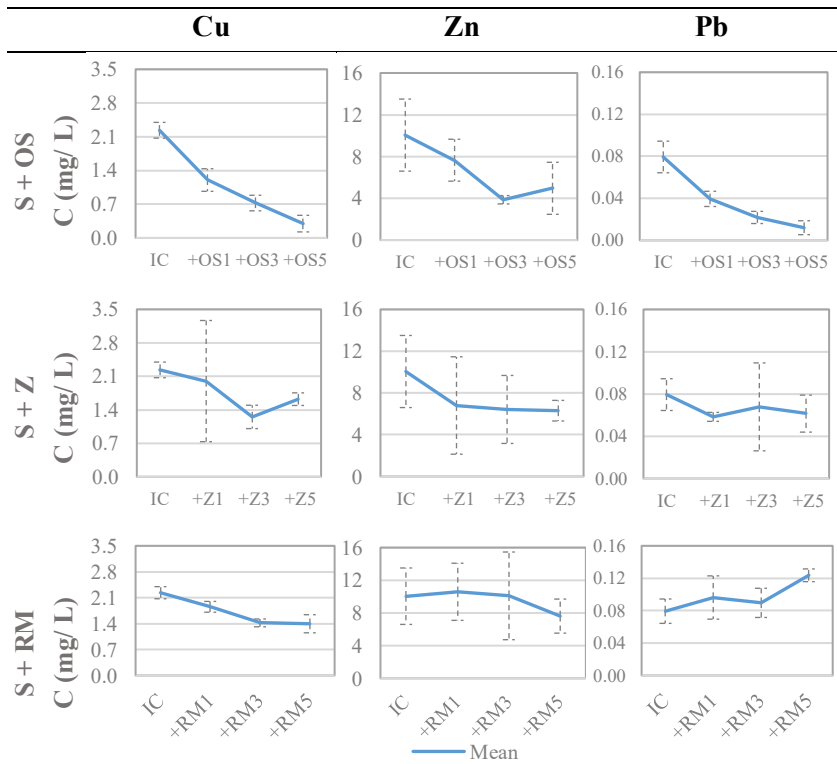 Cu Zn Pb
S + OS
C (mg/ L)
3.5
2.8
2.1
1.4
0.7
0.0
IC +OS1 +OS3 +OS5
16
12
8
4
0
IC +OS1 +OS3 +OS5
0.16
0.12
0.08
0.04
0.00
IC +OS1 +OS3 +OS5
S + Z
C (mg/ L)
3.5
2.8
2.1
1.4
0.7
0.0
IC +Z1 +Z3 +Z5
16
12
8
4
0
IC +Z1 +Z3 +Z5
0.16
0.12
0.08
0.04
0.00
IC +Z1 +Z3 +Z5
S + RM
C (mg/ L)
3.5
2.8
2.1
1.4
0.7
0.0
IC +RM1 +RM3 +RM5
16
12
8
4
0
IC +RM1 +RM3 +RM5
0.16
0.12
0.08
0.04
0.00
IC +RM1 +RM3 +RM5
Mean